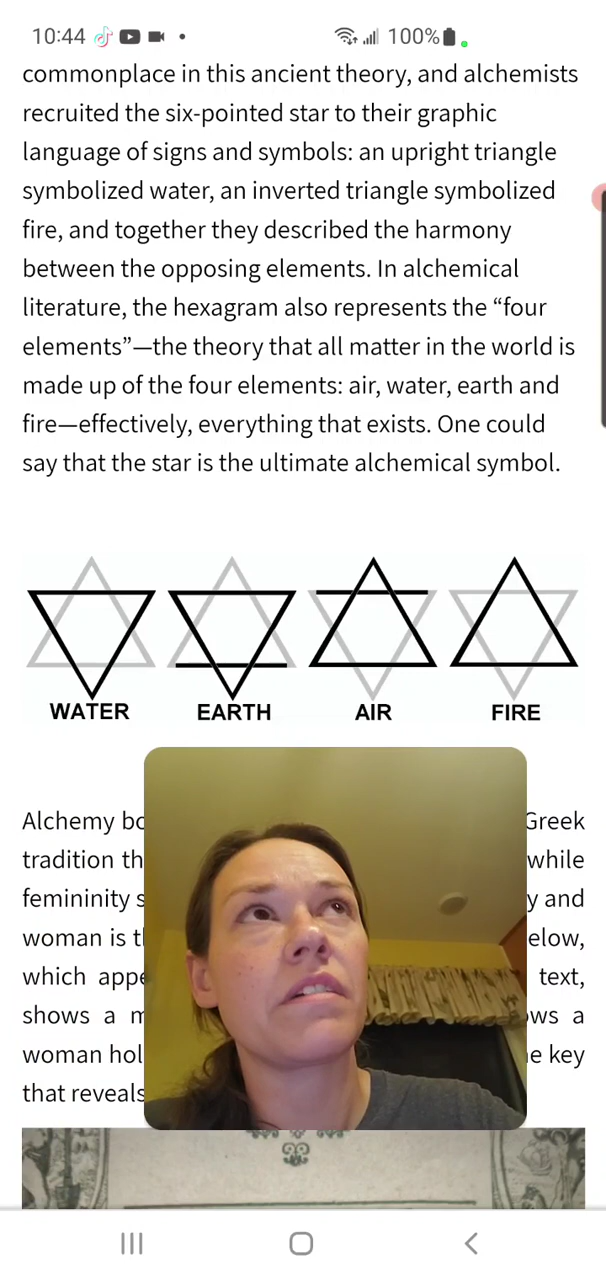 10:44 100%
commonplace in this ancient theory, and alchemists
recruited the six-pointed star to their graphic
language of signs and symbols: an upright triangle
symbolized water, an inverted triangle symbolized
fire, and together they described the harmony
between the opposing elements. In alchemical
literature, the hexagram also represents the “four
elements”—the theory that all matter in the world is
made up of the four elements: air, water, earth and
fire—effectively, everything that exists. One could
say that the star is the ultimate alchemical symbol.
WATER EARTH AIR FIRE
Alchemy Greek
tradition while
femininity and
woman is
which text,
shows a a
woman key
that reveals